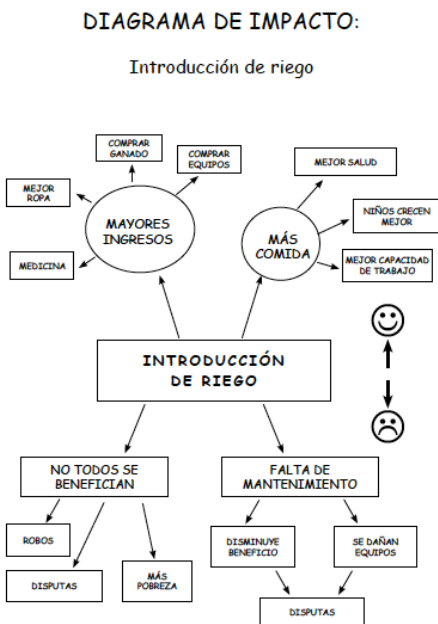 DIAGRAMA DE IMPACTO:
Introducción de riego
COMPRAR
GANADO
COMPRAR
EQUIPOS
MEJOR
ROPA
MAYORES
INGRESOS
MEDICINA
MEJOR SALUD
NIÑOS CRECEN
MEJOR
MÁS
COMIDA
MEJOR CAPACIDAD
DE TRABAJO
INTRODUCCIÓN
DE RIEGO
NO TODOS SE
BENEFICIAN
FALTA DE
MANTENIMIENTO
ROBOS
DISPUTAS
MÁS
POBREZA
DISMINUYE
BENEFICIO
SE DAÑAN
EQUIPOS
DISPUTAS